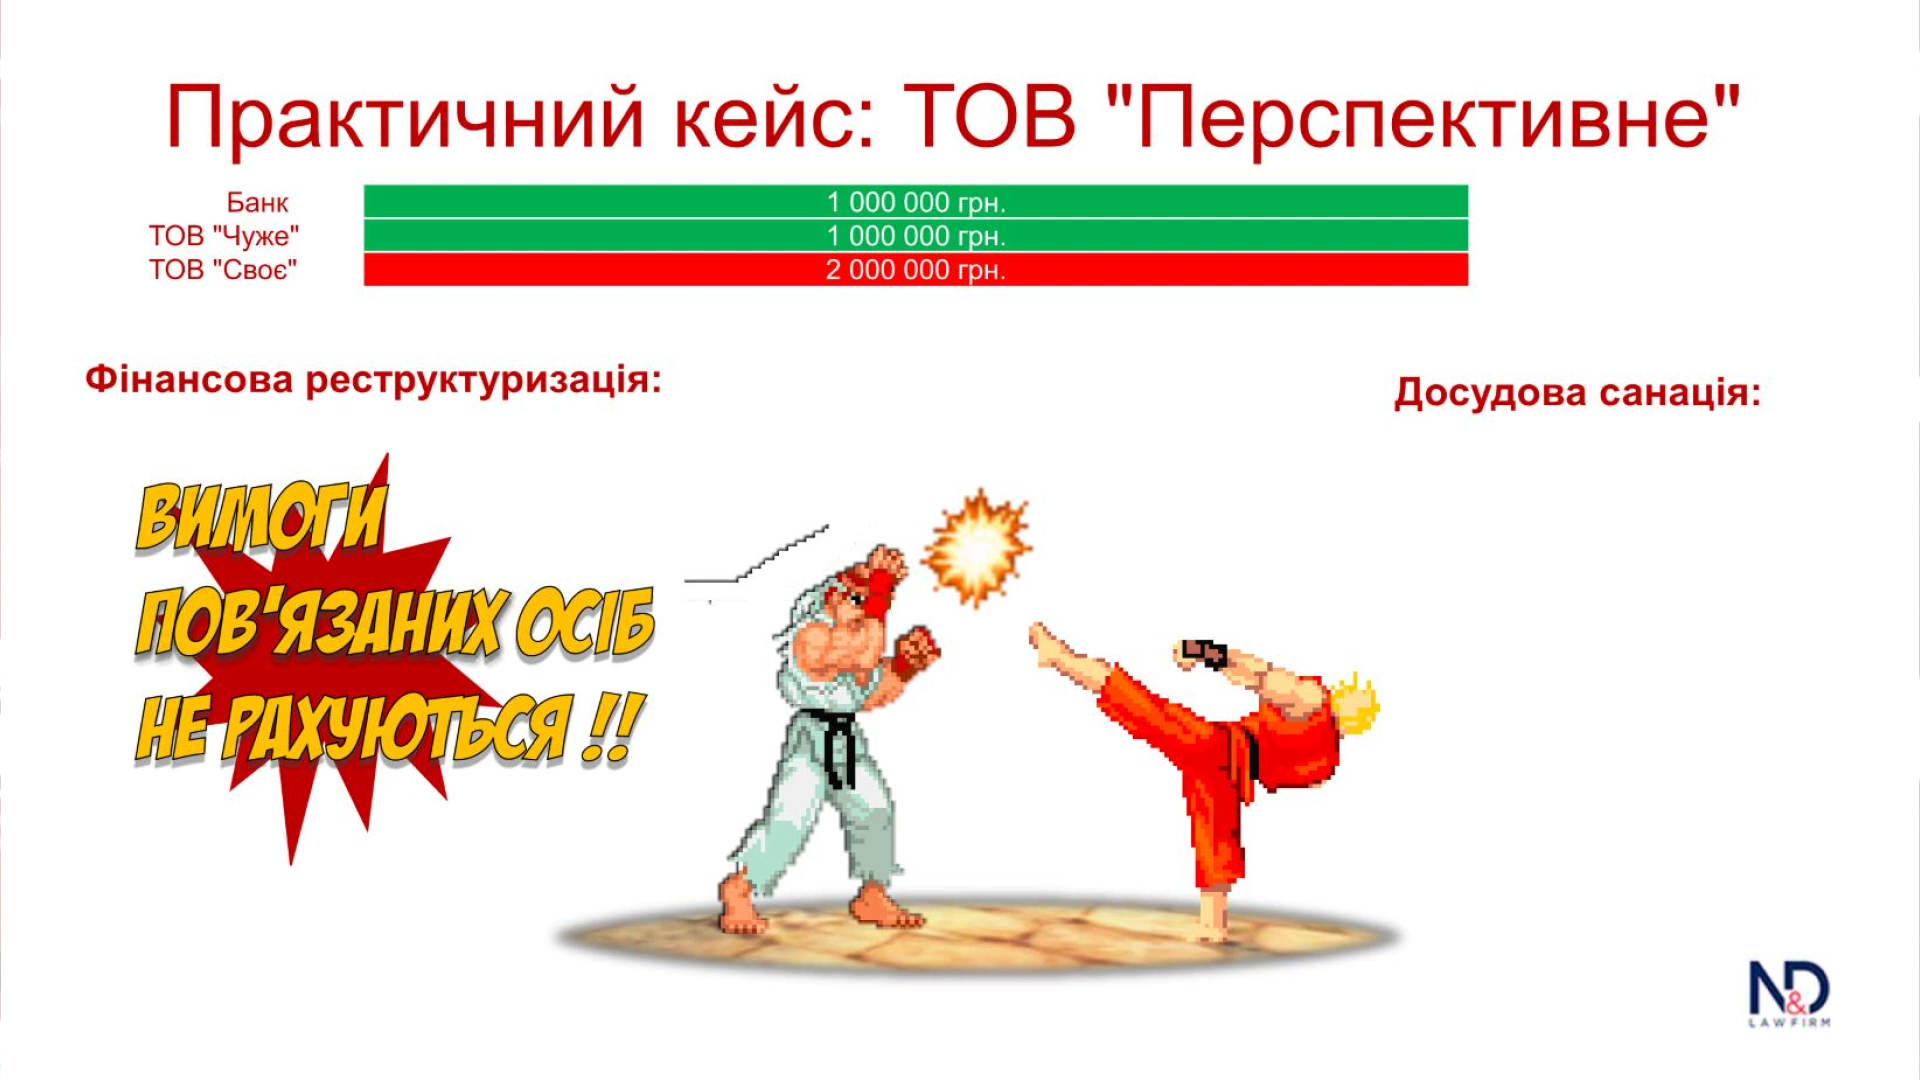 Практичний кейс: ТОВ "Перспективне"
Банк 1 000 000 грн.
ТОВ "Чуже" 1 000 000 грн.
ТОВ "Своє" 2 000 000 грн.
Фінансова реструктуризація:
Досудова санація:
ВИМОГИ
ПОВ'ЯЗАНИХ ОСІБ
НЕ РАХУЮТЬСЯ !!
N&D
LAW FIRM